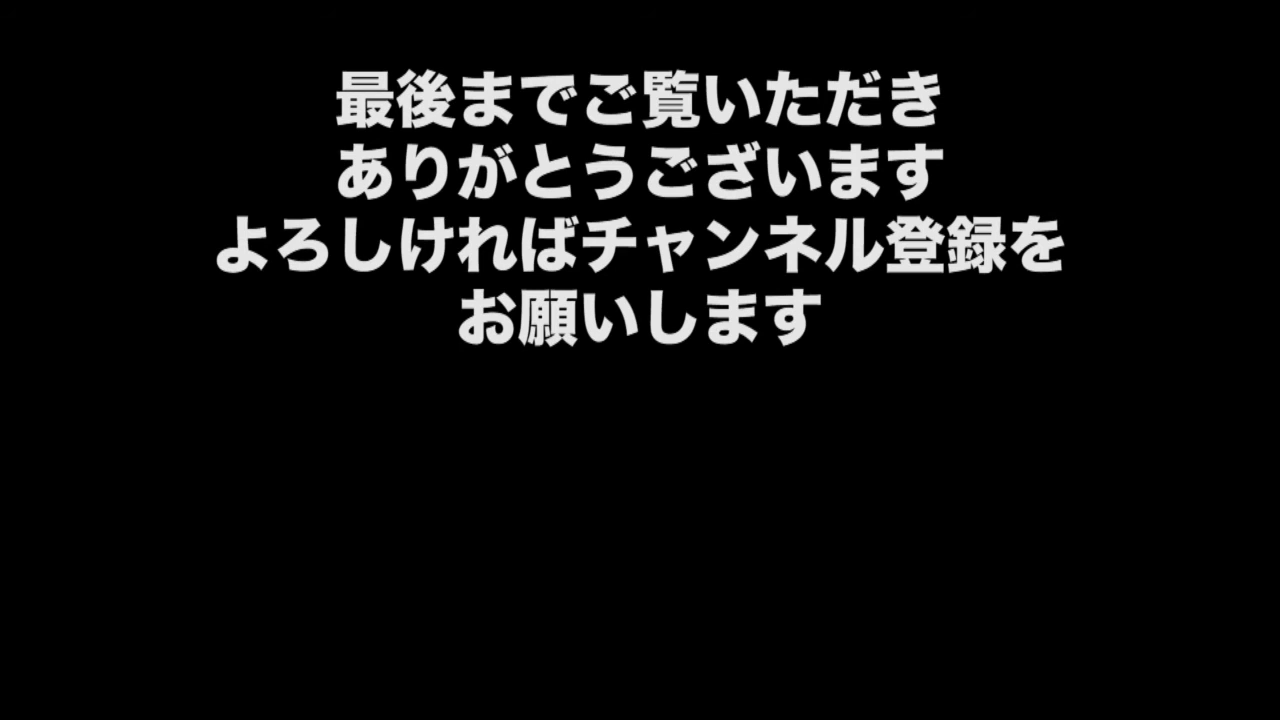 最後までご覧いただき
ありがとうございます
よろしければチャンネル登録を
お願いします